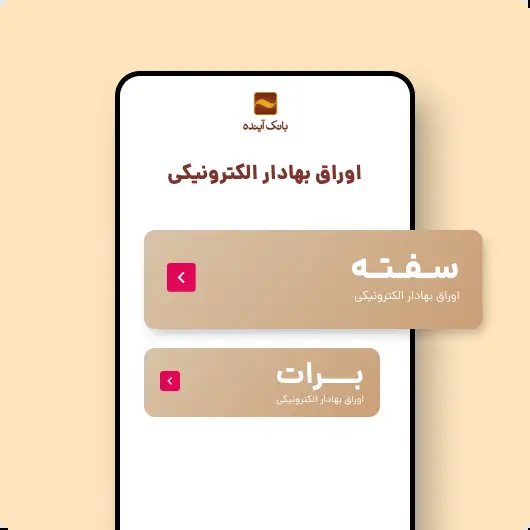 بانک آینده
اوراق بهادار الکترونیکی
سفته
اوراق بهادار الکترونیکی
برات
اوراق بهادار الکترونیکی